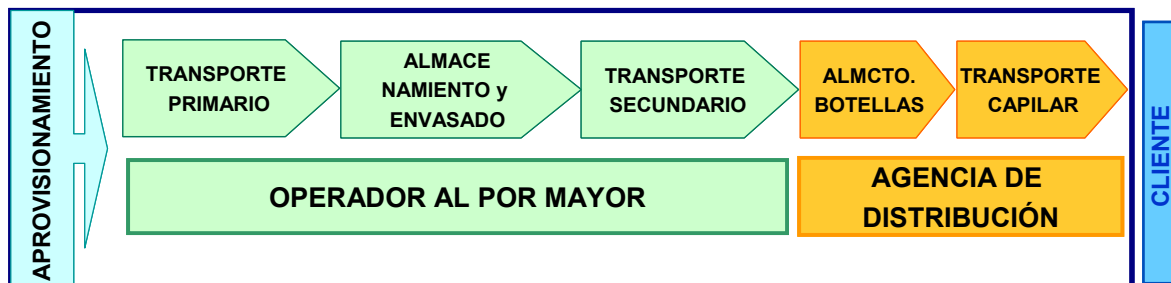 APROVISIONAMIENTO
TRANSPORTE
PRIMARIO
ALMACE
NAMIENTO y
ENVASADO
TRANSPORTE
SECUNDARIO
ALMCTO.
BOTELLAS
TRANSPORTE
CAPILAR
OPERADOR AL POR MAYOR
AGENCIA DE
DISTRIBUCIÓN
CLIENTE